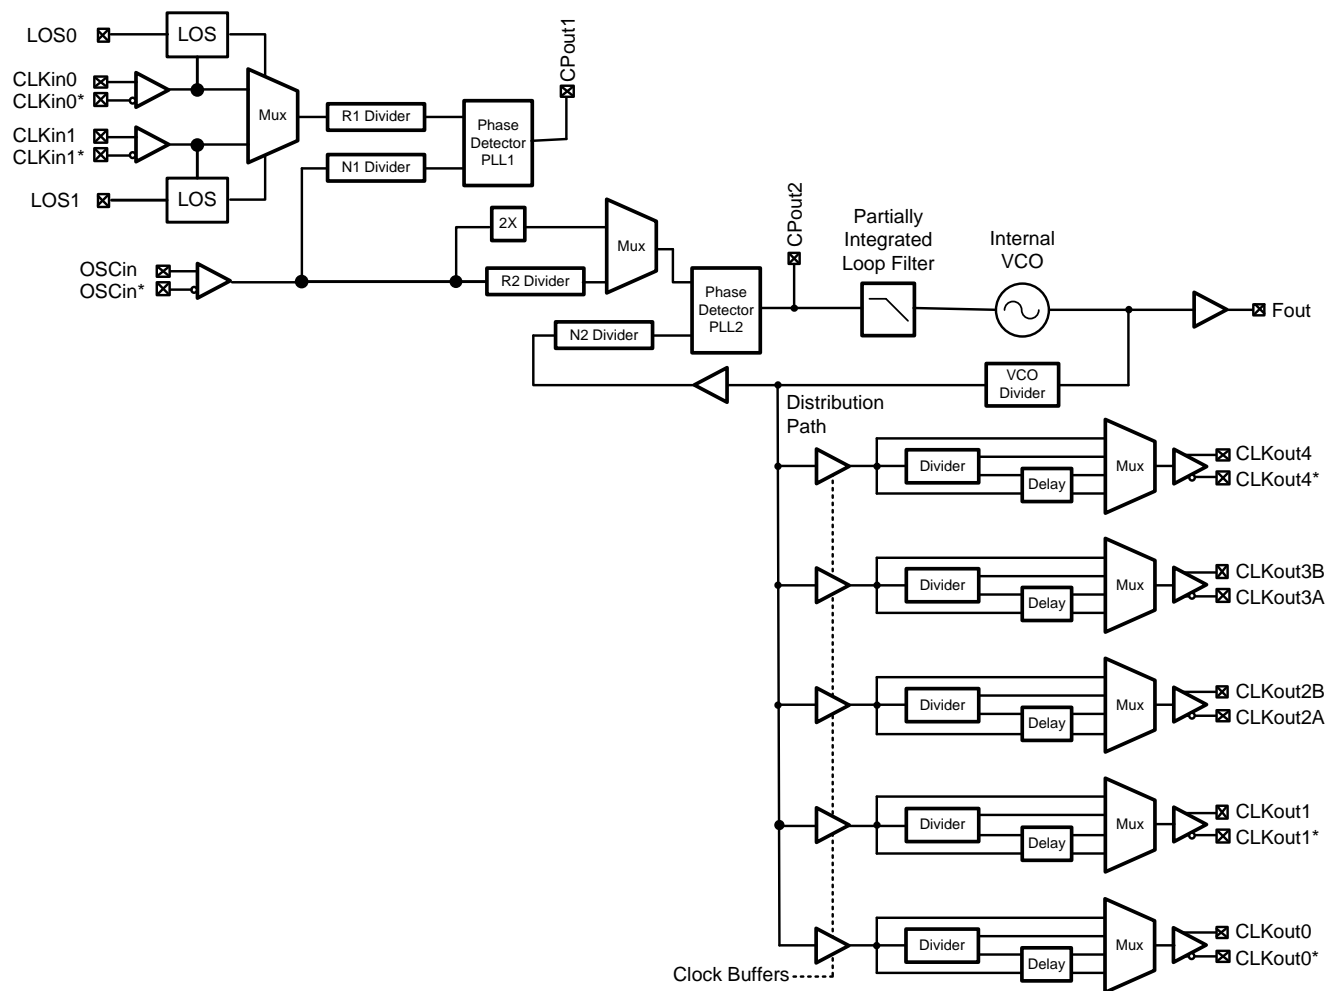 LOS0
LOS
CLKin0
CLKin0*
CLKin1
CLKin1*
LOS
LOS1
Mux
R1 Divider
N1 Divider
Phase
Detector
PLL1
CPout1
OSCin
OSCin*
2X
R2 Divider
Mux
N2 Divider
Phase
Detector
PLL2
CPout2
Partially
Integrated
Loop Filter
Internal
VCO
Fout
VCO
Divider
Distribution
Path
Divider
Delay
Mux
CLKout4
CLKout4*
Divider
Delay
Mux
CLKout3B
CLKout3A
Divider
Delay
Mux
CLKout2B
CLKout2A
Divider
Delay
Mux
CLKout1
CLKout1*
Divider
Delay
Mux
CLKout0
CLKout0*
Clock Buffers